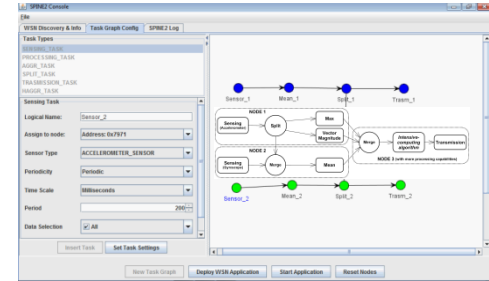 SPINE2 Console
File
WSN Discovery & Info
Task Graph Config
SPINE2 Log
Task Types
SENSING_TASK
PROCESSING_TASK
AGGR_TASK
SPLIT_TASK
TRASMISSION_TASK
HAGGR_TASK
Sensing Task
Logical Name:
Sensor_2
Assign to node:
Address: 0x7971
Sensor Type
ACCELEROMETER_SENSOR
Periodicity
Periodic
Time Scale
Milliseconds
Period
200
Data Selection
All
Insert Task
Set Task Settings
Sensor_1
Mean_1
Split_1
Trasm_1
NODE 1
Sensing
(Accelerometer)
Split
Max
Vector
Magnitude
NODE 2
Sensing
(Gyroscope)
Merge
Mean
Merge
Intensive-
computing
algorithm
Transmission
NODE 3 (with more processing capabilities)
Sensor_2
Mean_2
Split_2
Trasm_2
New Task Graph
Deploy WSN Application
Start Application
Reset Nodes